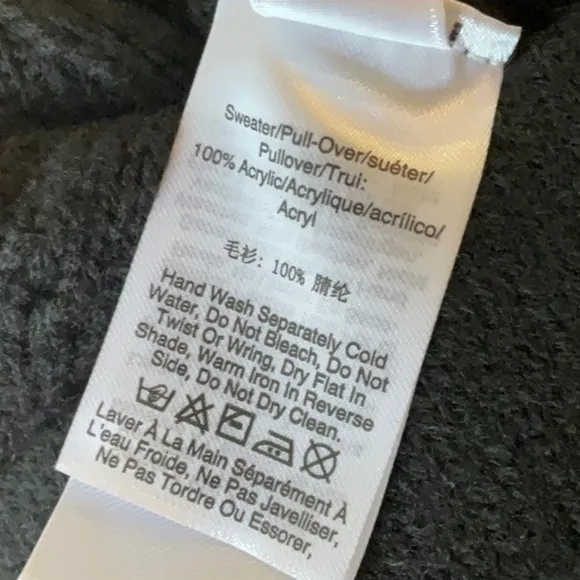 Sweater/Pull-Over/suéter/
Pullover/Trui:
100% Acrylic/Acrylique/acrílico/
Acryl
毛衫: 100% 腈纶
Hand Wash Separately Cold
Water, Do Not Bleach, Do Not
Twist Or Wring, Dry Flat In
Shade, Warm Iron In Reverse
Side, Do Not Dry Clean.
Laver À La Main Séparément À
L'eau Froide, Ne Pas Javelliser,
Ne Pas Tordre Ou Essorer,